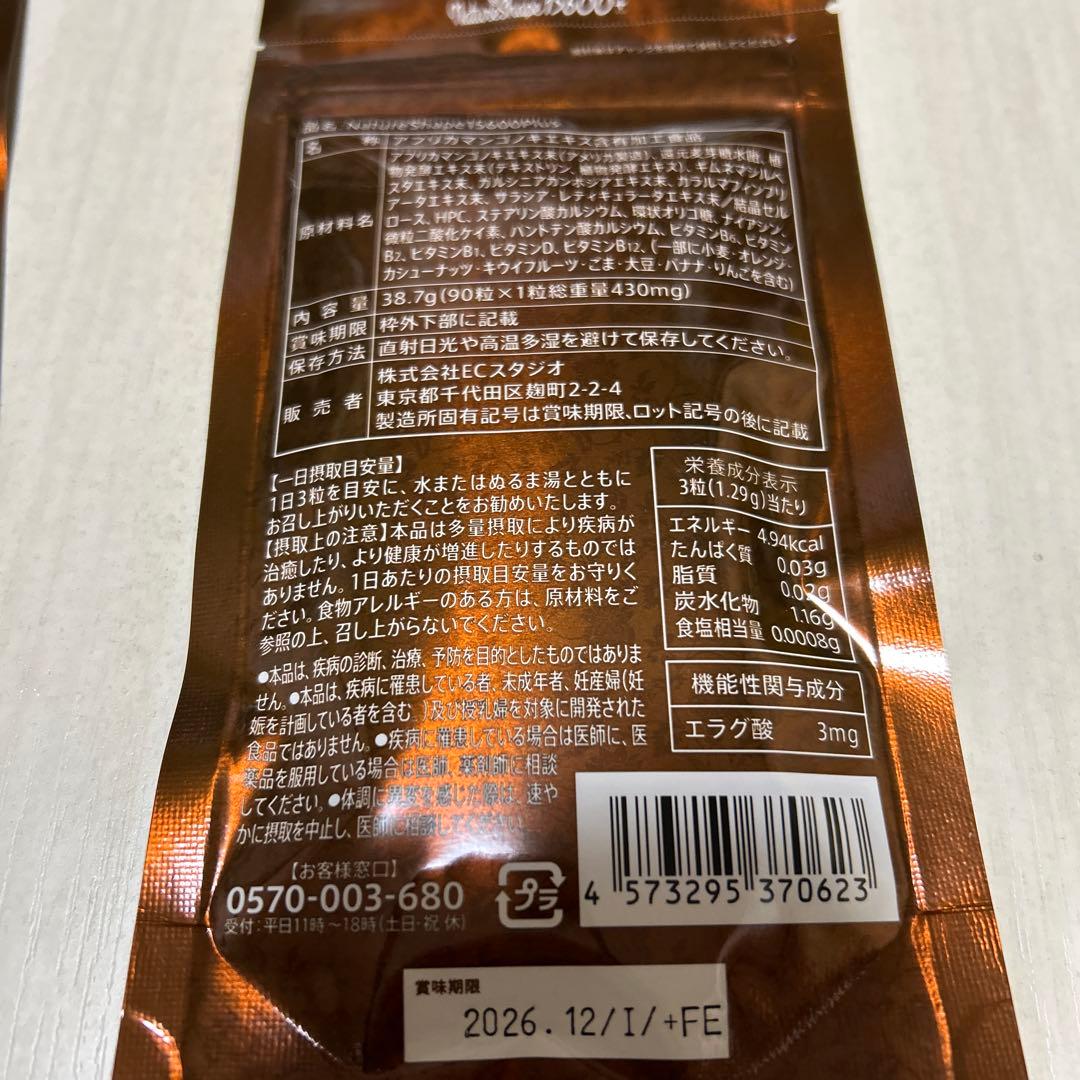 品名 NatureShape15600Plus
名称 アフリカマンゴノキエキス含有加工食品
原材料名
アフリカマンゴノキエキス末(アメリカ製造)、還元麦芽糖水飴、植
物発酵エキス末(デキストリン、植物発酵エキス)、ギムネマシルベ
スタエキス末、ガルシニアカンボジアエキス末、カラルマフィンブリ
アータエキス末、サラシア・レティキュラータエキス末/結晶セル
ロース、HPC、ステアリン酸カルシウム、環状オリゴ糖、ナイアシン、
微粒二酸化ケイ素、パントテン酸カルシウム、ビタミンB6、ビタミン
B2、ビタミンB1、ビタミンD、ビタミンB12、(一部に小麦・オレンジ・
カシューナッツ・キウイフルーツ・ごま・大豆・バナナ・りんごを含む)
内容量 38.7g(90粒×1粒総重量430mg)
賞味期限 枠外下部に記載
保存方法 直射日光や高温多湿を避けて保存してください。
販売者
株式会社ECスタジオ
東京都千代田区麹町2-2-4
製造所固有記号は賞味期限、ロット記号の後に記載
【一日摂取目安量】
1日3粒を目安に、水またはぬるま湯とともに
お召し上がりいただくことをお勧めいたします。
【摂取上の注意】本品は多量摂取により疾病が
治癒したり、より健康が増進したりするものでは
ありません。1日あたりの摂取目安量をお守りく
ださい。食物アレルギーのある方は、原材料をご
参照の上、召し上がらないでください。
●本品は、疾病の診断、治療、予防を目的としたものではありま
せん。●本品は、疾病に罹患している者、未成年者、妊産婦(妊
娠を計画している者を含む。)及び授乳婦を対象に開発された
食品ではありません。●疾病に罹患している場合は医師に、医
薬品を服用している場合は医師、薬剤師に相談
してください。●体調に異変を感じた際は、速や
かに摂取を中止し、医師に相談してください。
栄養成分表示
3粒(1.29g)当たり
エネルギー 4.94kcal
たんぱく質 0.03g
脂質 0.02g
炭水化物 1.16g
食塩相当量 0.0008g
機能性関与成分
エラグ酸 3mg
【お客様窓口】
0570-003-680
受付:平日11時～18時(土日・祝 休)
プラ
4 573295 370623
賞味期限
2026.12/I/+FE